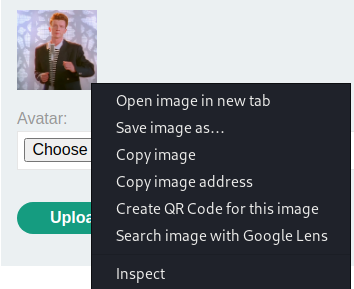 Open image in new tab
Avatar:
Save image as...
Choose
Copy image
Copy image address
Create QR Code for this image
Uploa
Search image with Google Lens
Inspect